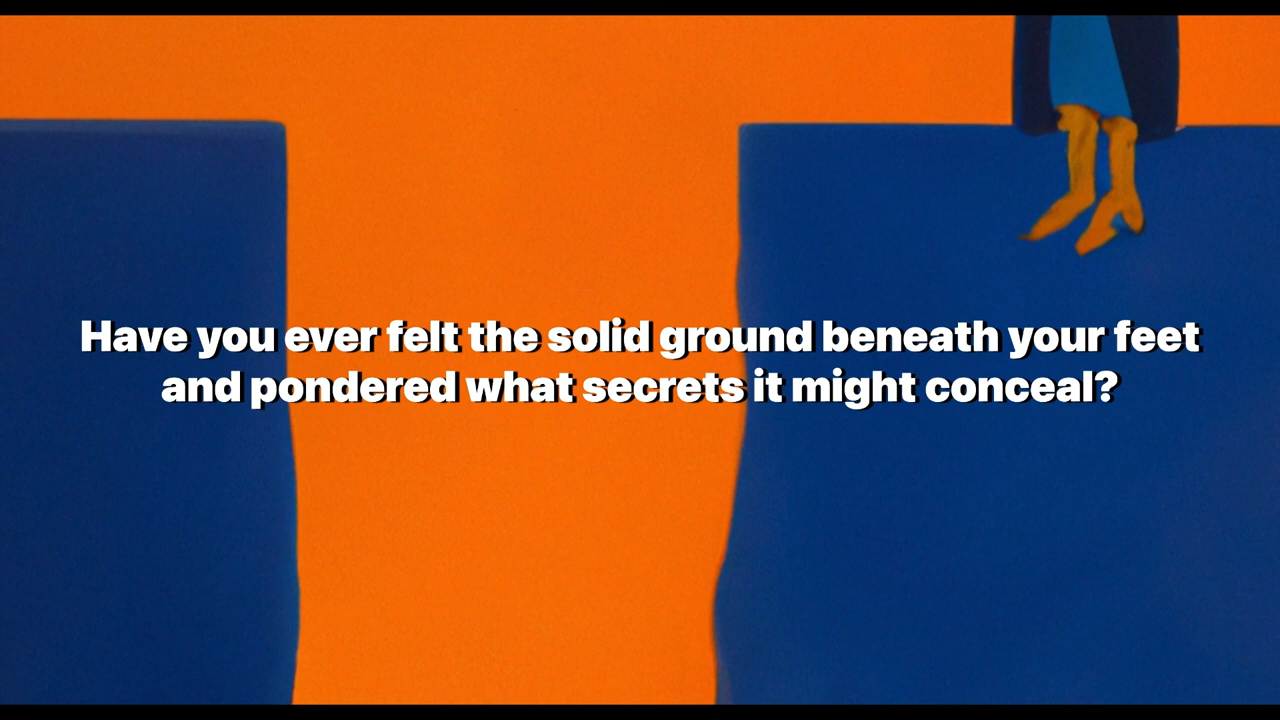 Have you ever felt the solid ground beneath your feet
and pondered what secrets it might conceal?